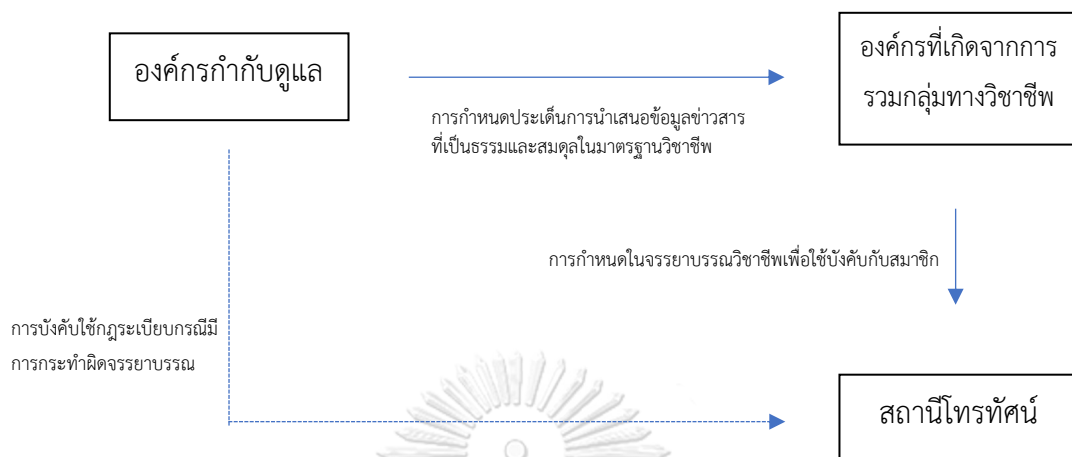 องค์กรกำกับดูแล
องค์กรที่เกิดจากการ
รวมกลุ่มทางวิชาชีพ
การกำหนดประเด็นการนำเสนอข้อมูลข่าวสาร
ที่เป็นธรรมและสมดุลในมาตรฐานวิชาชีพ
การกำหนดในจรรยาบรรณวิชาชีพเพื่อใช้บังคับกับสมาชิก
การบังคับใช้กฎระเบียบกรณีมี
การกระทำผิดจรรยาบรรณ
สถานีโทรทัศน์